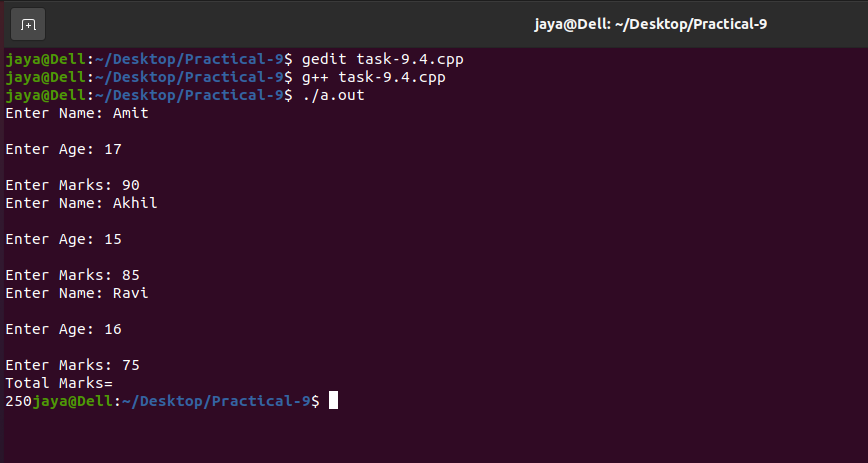 jaya@Dell: ~/Desktop/Practical-9
jaya@Dell:~/Desktop/Practical-9$ gedit task-9.4.cpp
jaya@Dell:~/Desktop/Practical-9$ g++ task-9.4.cpp
jaya@Dell:~/Desktop/Practical-9$ ./a.out
Enter Name: Amit
Enter Age: 17
Enter Marks: 90
Enter Name: Akhil
Enter Age: 15
Enter Marks: 85
Enter Name: Ravi
Enter Age: 16
Enter Marks: 75
Total Marks=
250jaya@Dell:~/Desktop/Practical-9$